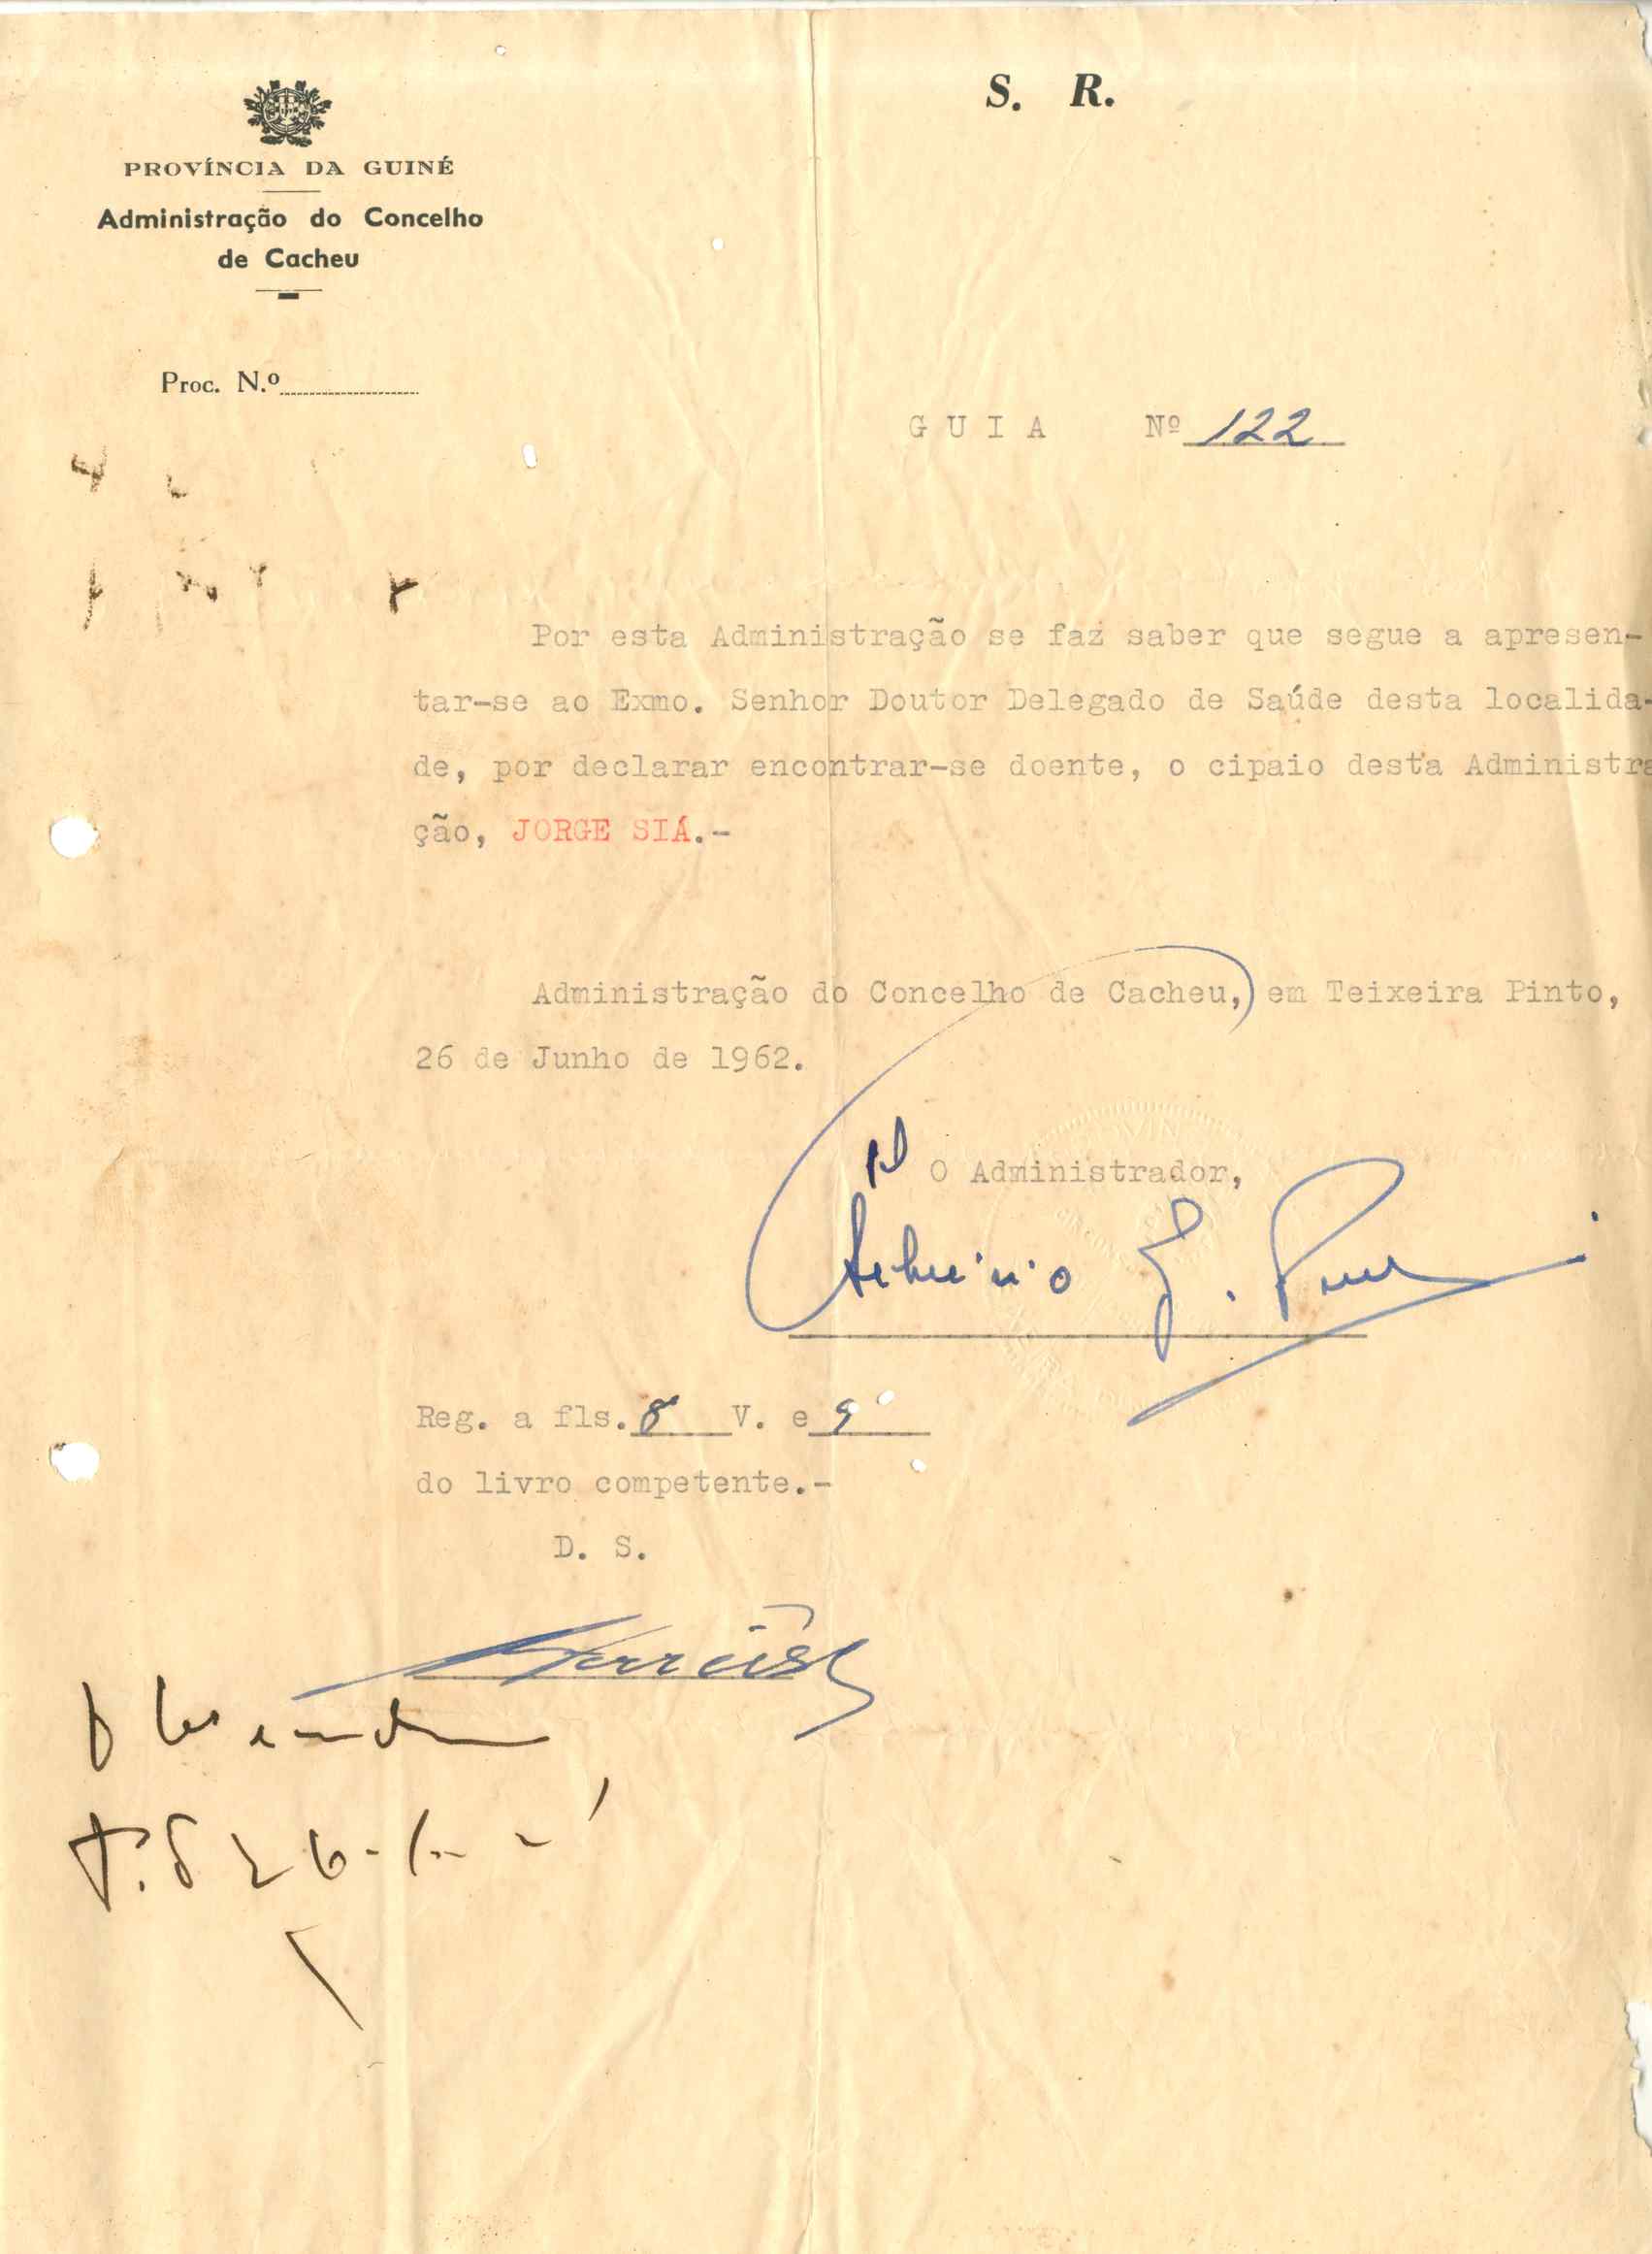 S. R.
PROVÍNCIA DA GUINÉ
Administração do Concelho
de Cacheu
Proc. N.º
GUIA Nº 122
Por esta Administração se faz saber que segue a apresen-
tar-se ao Exmo. Senhor Doutor Delegado de Saúde desta localida-
de, por declarar encontrar-se doente, o cipaio desta Administra
ção, JORGE SIÁ.-
Administração do Concelho de Cacheu, em Teixeira Pinto,
26 de Junho de 1962.
O Administrador,
Reg. a fls. 8 V. e 9
do livro competente.-
D. S.